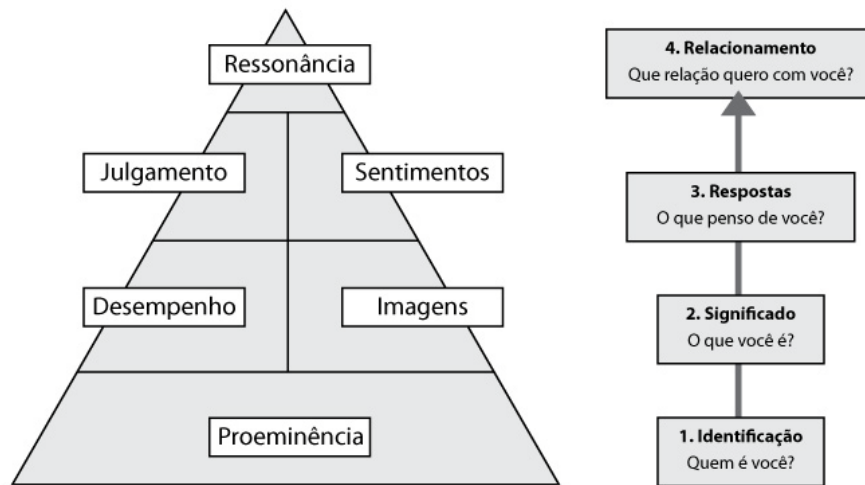 Ressonância
Julgamento
Sentimentos
Desempenho
Imagens
Proeminência
4. Relacionamento
Que relação quero com você?
3. Respostas
O que penso de você?
2. Significado
O que você é?
1. Identificação
Quem é você?